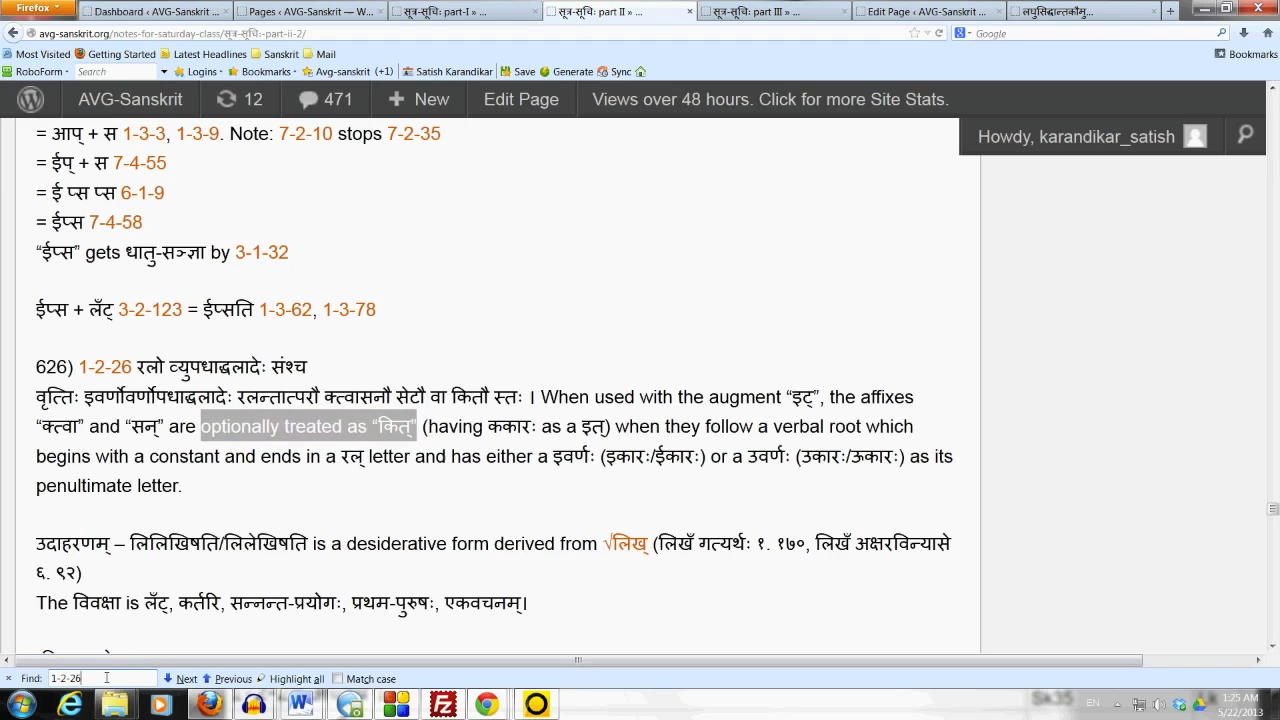 Firefox
Dashboard ‹ AVG-Sanskrit — W...
Pages ‹ AVG-Sanskrit — W...
सूत्र-सूचिः part-I » ...
सूत्र-सूचिः part II » ...
सूत्र-सूचिः part III » ...
Edit Page ‹ AVG-Sanskrit ...
लघुसिद्धान्तकौमु...
avg-sanskrit.org/notes-for-saturday-class/सूत्र-सूचिः-part-ii-2/
Google
Most Visited Getting Started Latest Headlines Sanskrit Mail
Bookmarks
RoboForm Search Logins Bookmarks Avg-sanskrit (+1) Satish Karandikar Save Generate Sync
AVG-Sanskrit 12 471 New Edit Page Views over 48 hours. Click for more Site Stats.
Howdy, karandikar_satish
= आप् + स 1-3-3, 1-3-9. Note: 7-2-10 stops 7-2-35
= ईप् + स 7-4-55
= ई प्स प्स 6-1-9
= ईप्स 7-4-58
“ईप्स” gets धातु-सञ्ज्ञा by 3-1-32
ईप्स + लँट् 3-2-123 = ईप्सति 1-3-62, 1-3-78
626) 1-2-26 रलो व्युपधाद्धलादेः संश्च
वृत्तिः इवर्णोवर्णोपधाद्धलादेः रलन्तात्परौ क्त्वासनौ सेटौ वा कितौ स्तः । When used with the augment “इट्”, the affixes
“क्त्वा” and “सन्” are optionally treated as “कित्” (having ककारः as a इत्) when they follow a verbal root which
begins with a constant and ends in a रल् letter and has either a इवर्णः (इकारः/ईकारः) or a उवर्णः (उकारः/ऊकारः) as its
penultimate letter.
उदाहरणम् – लिलिखिषति/लिलेखिषति is a desiderative form derived from √लिख् (लिखँ गत्यर्थः १. १७०, लिखँ अक्षरविन्यासे
६. ९२)
The विवक्षा is लँट्, कर्तरि, सन्नन्त-प्रयोगः, प्रथम-पुरुषः, एकवचनम्।
Find: 1-2-26 Next Previous Highlight all Match case
EN
1:25 AM
5/22/2013